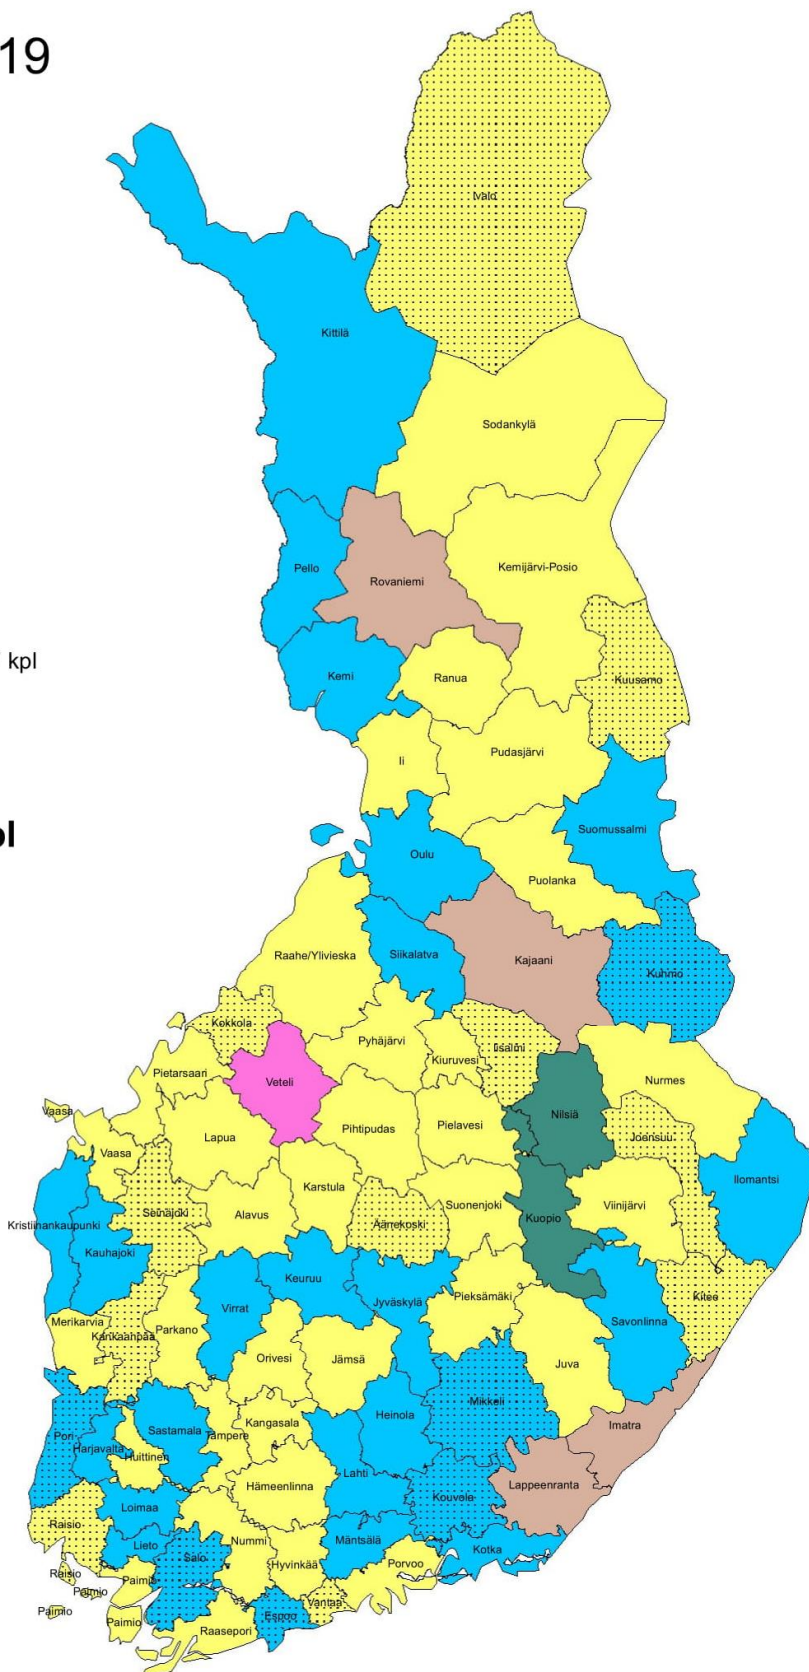 19
Ivalo
Kittilä
Sodankylä
Pello
Rovaniemi
Kemijärvi-Posio
kpl
Kemi
Ranua
Kuusamo
Ii
Pudasjärvi
Suomussalmi
Oulu
Puolanka
Raahe/Ylivieska
Siikalatva
Kajaani
Kuhmo
Kokkola
Pyhäjärvi
Kiuruvesi
Iisalmi
Pietarsaari
Veteli
Nurmes
Vaasa
Nilsiä
Lapua
Pihtipudas
Pielavesi
Joensuu
Vaasa
Ilomantsi
Seinäjoki
Alavus
Karstula
Suonenjoki
Viinijärvi
Kristiinankaupunki
Äänekoski
Kuopio
Kauhajoki
Keuruu
Virrat
Jyväskylä
Pieksämäki
Kitee
Merikarvia
Kankaanpää
Parkano
Savonlinna
Orivesi
Jämsä
Juva
Mikkeli
Pori
Harjavalta
Sastamala
Tampere
Kangasala
Heinola
Imatra
Huittinen
Hämeenlinna
Lahti
Lappeenranta
Kouvola
Loimaa
Raisio
Lieto
Salo
Nummi
Mäntsälä
Kotka
Hyvinkää
Porvoo
Raisio
Paimio
Paimio
Paimio
Paimio
Raasepori
Espoo
Vantaa